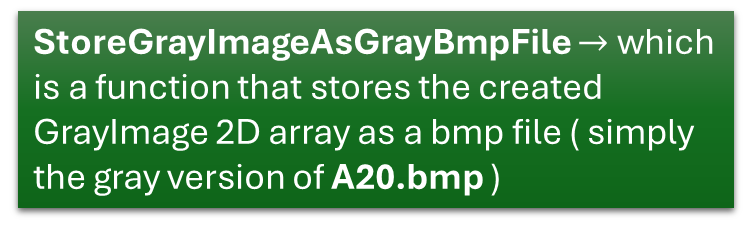 StoreGrayImageAsGrayBmpFile → which
is a function that stores the created
GrayImage 2D array as a bmp file ( simply
the gray version of A20.bmp )